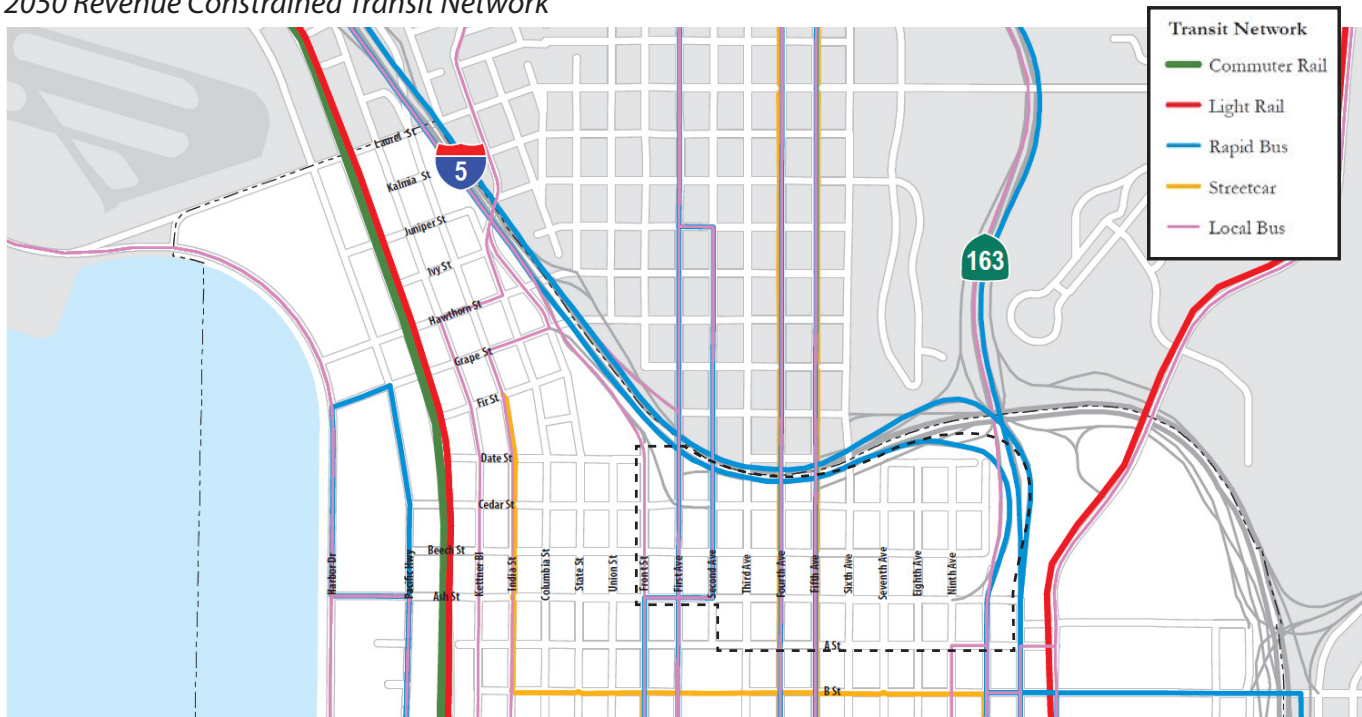 2050 Revenue Constrained Transit Network
Transit Network
Commuter Rail
Light Rail
Rapid Bus
Streetcar
Local Bus
Laurel St
5
Kalmia St
Juniper St
Ivy St
163
Hawthorn St
Grape St
Fir St
Date St
Cedar St
Beech St
Ash St
Harbor Dr
Pacific Hwy
Kettner Bl
India St
Columbia St
State St
Union St
Front St
First Ave
Second Ave
Third Ave
Fourth Ave
Fifth Ave
Sixth Ave
Seventh Ave
Eighth Ave
Ninth Ave
A St
B St